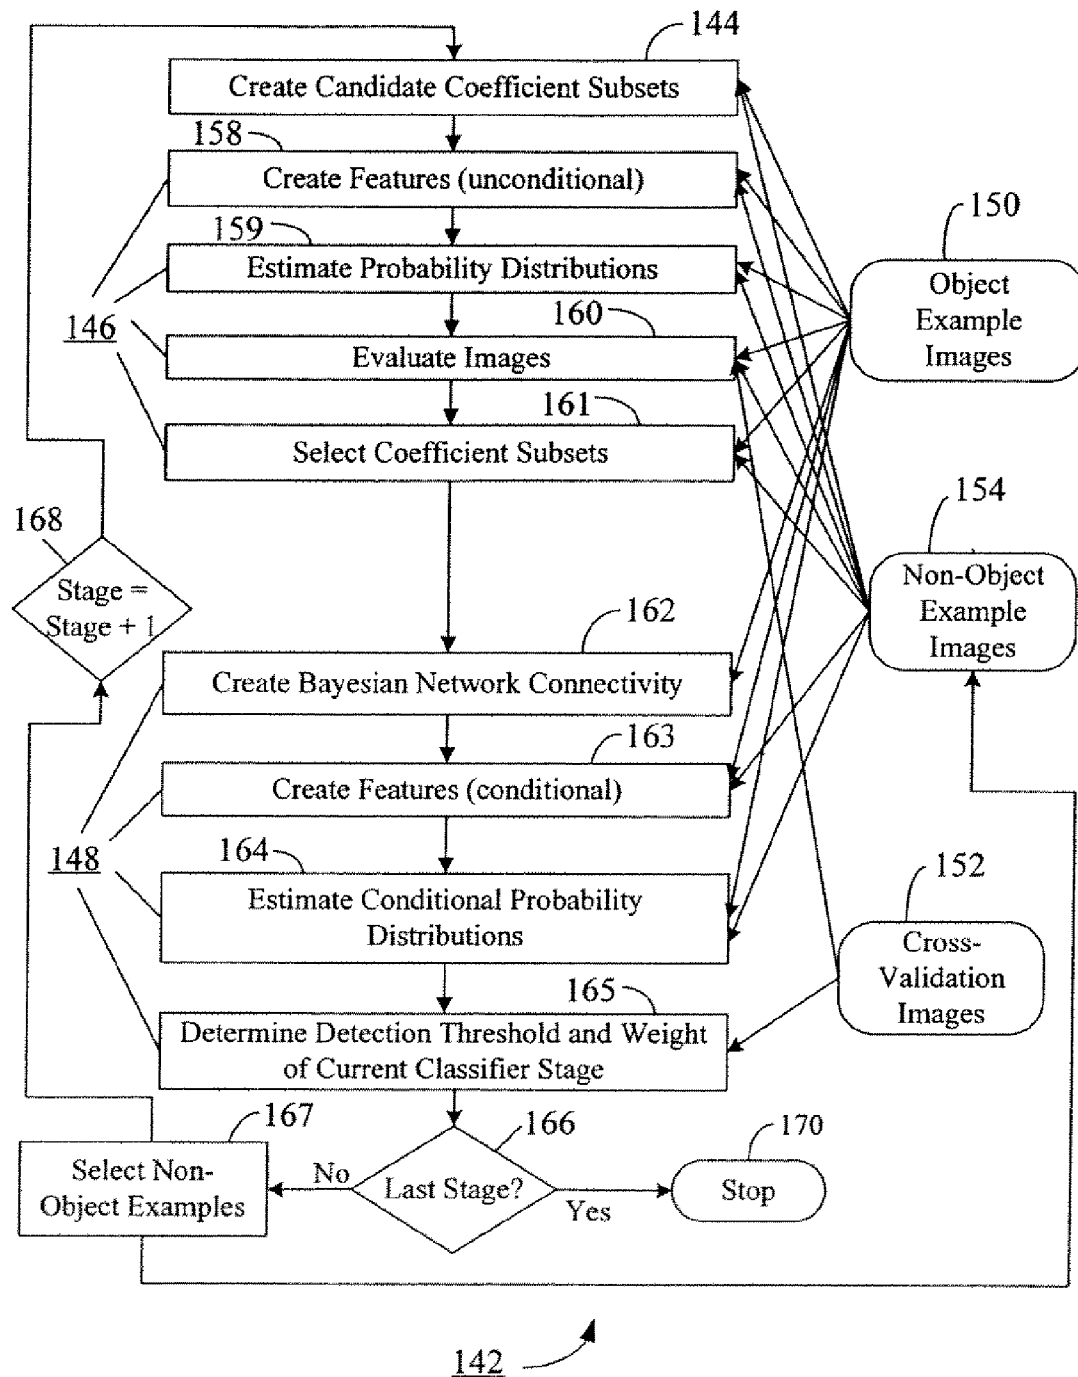 144
Create Candidate Coefficient Subsets
158
Create Features (unconditional)
159
Estimate Probability Distributions
146
160
Evaluate Images
161
Select Coefficient Subsets
150
Object
Example
Images
154
Non-Object
Example
Images
168
Stage =
Stage + 1
162
Create Bayesian Network Connectivity
163
Create Features (conditional)
148
164
Estimate Conditional Probability
Distributions
152
Cross-
Validation
Images
165
Determine Detection Threshold and Weight
of Current Classifier Stage
167
Select Non-
Object Examples
No
166
Last Stage?
Yes
170
Stop
142